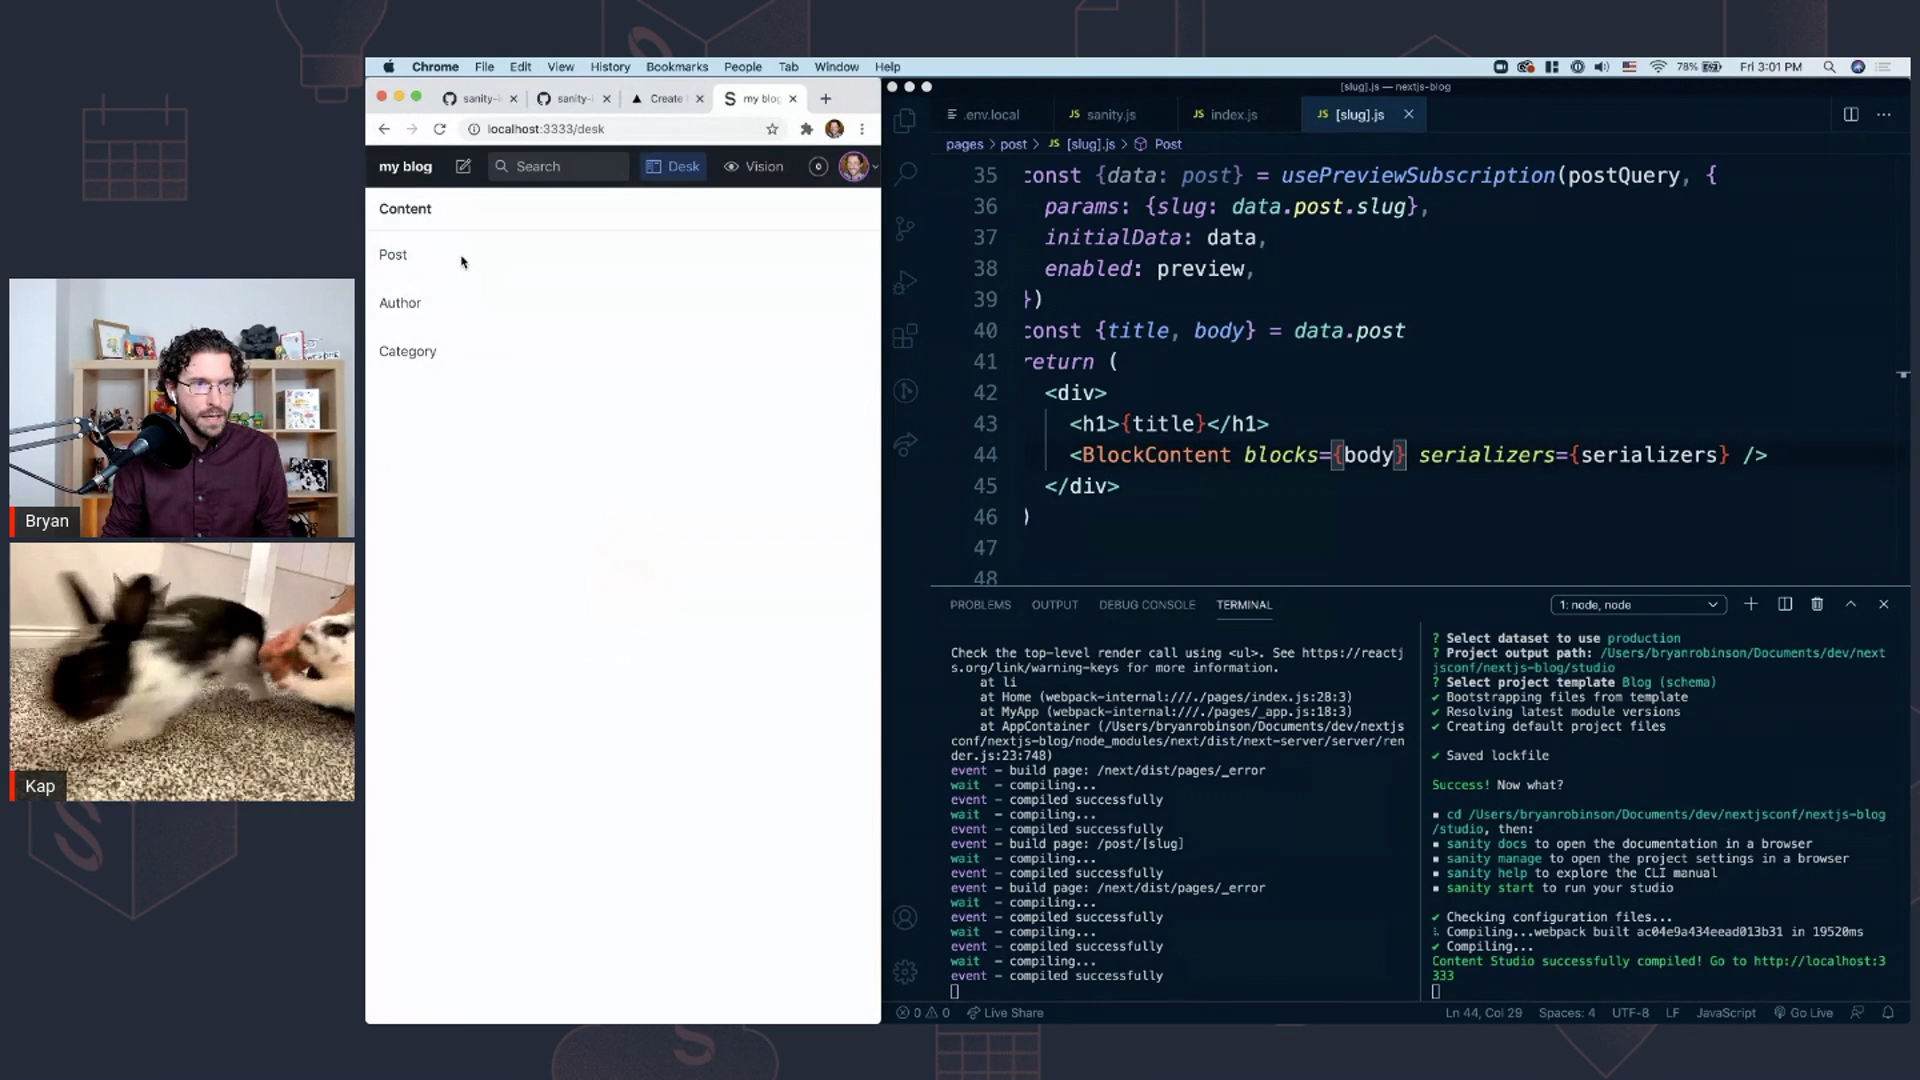 Chrome File Edit View History Bookmarks People Tab Window Help
78% Fri 3:01 PM
sanity-i
sanity-i
Create
my blog
localhost:3333/desk
my blog
Search
Desk
Vision
Content
Post
Author
Category
Bryan
Kap
[slug].js — nextjs-blog
.env.local
JS sanity.js
JS index.js
JS [slug].js
pages > post > JS [slug].js > Post
35 const {data: post} = usePreviewSubscription(postQuery, {
36 params: {slug: data.post.slug},
37 initialData: data,
38 enabled: preview,
39 })
40 const {title, body} = data.post
41 return (
42 <div>
43 <h1>{title}</h1>
44 <BlockContent blocks={body} serializers={serializers} />
45 </div>
46 )
47
48
PROBLEMS OUTPUT DEBUG CONSOLE TERMINAL
1: node, node
Check the top-level render call using <ul>. See https://reactj
s.org/link/warning-keys for more information.
at li
at Home (webpack-internal:///./pages/index.js:28:3)
at MyApp (webpack-internal:///./pages/_app.js:18:3)
at AppContainer (/Users/bryanrobinson/Documents/dev/nextjs
conf/nextjs-blog/node_modules/next/dist/next-server/server/ren
der.js:23:748)
event – build page: /next/dist/pages/_error
wait – compiling...
event – compiled successfully
wait – compiling...
event – compiled successfully
event – build page: /post/[slug]
wait – compiling...
event – compiled successfully
event – build page: /next/dist/pages/_error
wait – compiling...
event – compiled successfully
wait – compiling...
event – compiled successfully
wait – compiling...
event – compiled successfully
? Select dataset to use production
? Project output path: /Users/bryanrobinson/Documents/dev/next
jsconf/nextjs-blog/studio
? Select project template Blog (schema)
✔ Bootstrapping files from template
✔ Resolving latest module versions
✔ Creating default project files
✔ Saved lockfile
Success! Now what?
▪ cd /Users/bryanrobinson/Documents/dev/nextjsconf/nextjs-blog
/studio, then:
▪ sanity docs to open the documentation in a browser
▪ sanity manage to open the project settings in a browser
▪ sanity help to explore the CLI manual
▪ sanity start to run your studio
✔ Checking configuration files...
Compiling...webpack built ac04e9a434eead013b31 in 19520ms
✔ Compiling...
Content Studio successfully compiled! Go to http://localhost:3
333
0 0 Live Share
Ln 44, Col 29 Spaces: 4 UTF-8 LF JavaScript Go Live